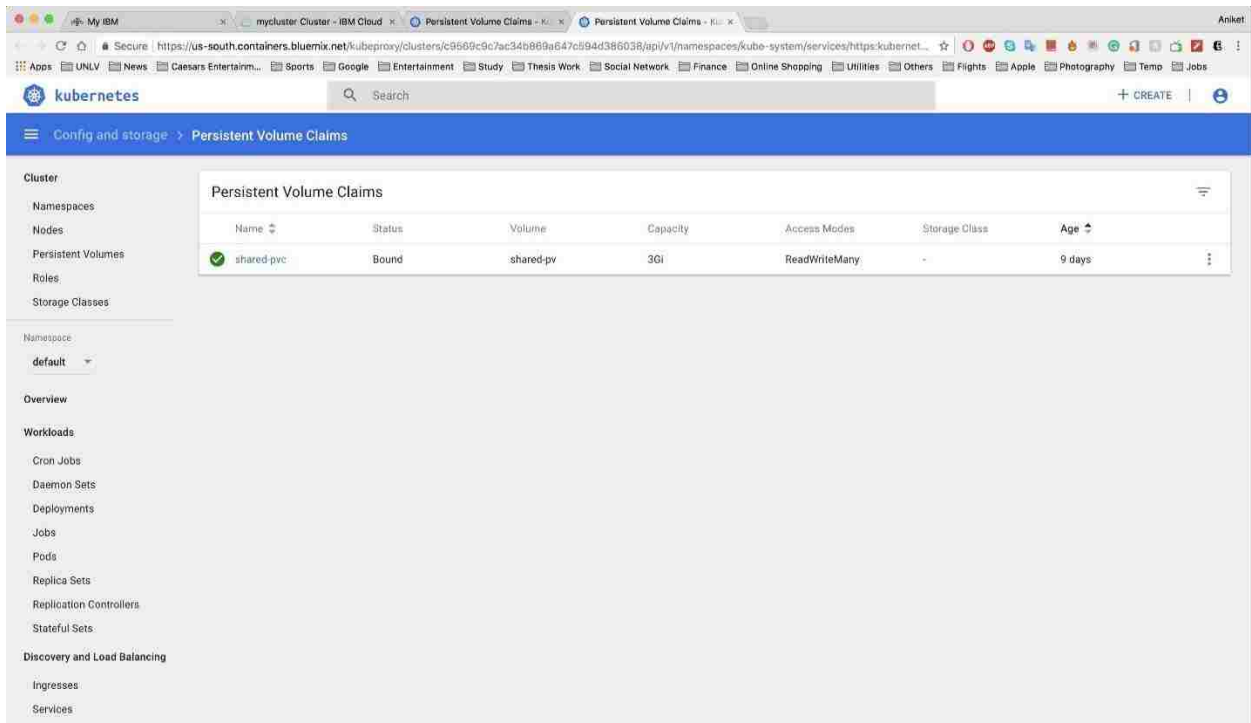 My IBM mycluster Cluster - IBM Cloud Persistent Volume Claims - Persistent Volume Claims - Aniket
Secure https://us-south.containers.bluemix.net/kubeproxy/clusters/c9569c9c7ac34b869a647c594d386038/api/v1/namespaces/kube-system/services/https:kubernet...
Apps UNLV News Caesars Entertainm... Sports Google Entertainment Study Thesis Work Social Network Finance Online Shopping Utilities Others Flights Apple Photography Temp Jobs
kubernetes Search + CREATE
Config and storage > Persistent Volume Claims
Cluster
Namespaces
Nodes
Persistent Volumes
Roles
Storage Classes
Namespace
default
Overview
Workloads
Cron Jobs
Daemon Sets
Deployments
Jobs
Pods
Replica Sets
Replication Controllers
Stateful Sets
Discovery and Load Balancing
Ingresses
Services
Persistent Volume Claims
Name Status Volume Capacity Access Modes Storage Class Age
shared-pvc Bound shared-pv 3Gi ReadWriteMany - 9 days